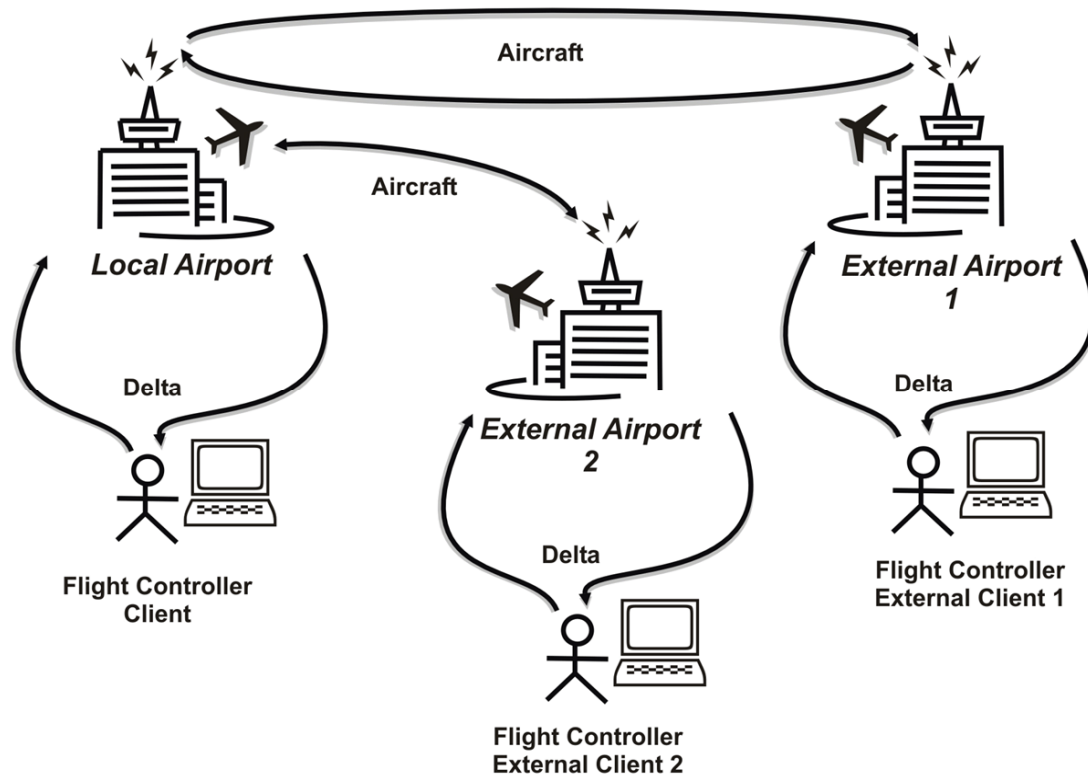 Aircraft
Aircraft
Local Airport
External Airport
1
Delta
Delta
External Airport
2
Delta
Flight Controller
Client
Flight Controller
External Client 1
Flight Controller
External Client 2